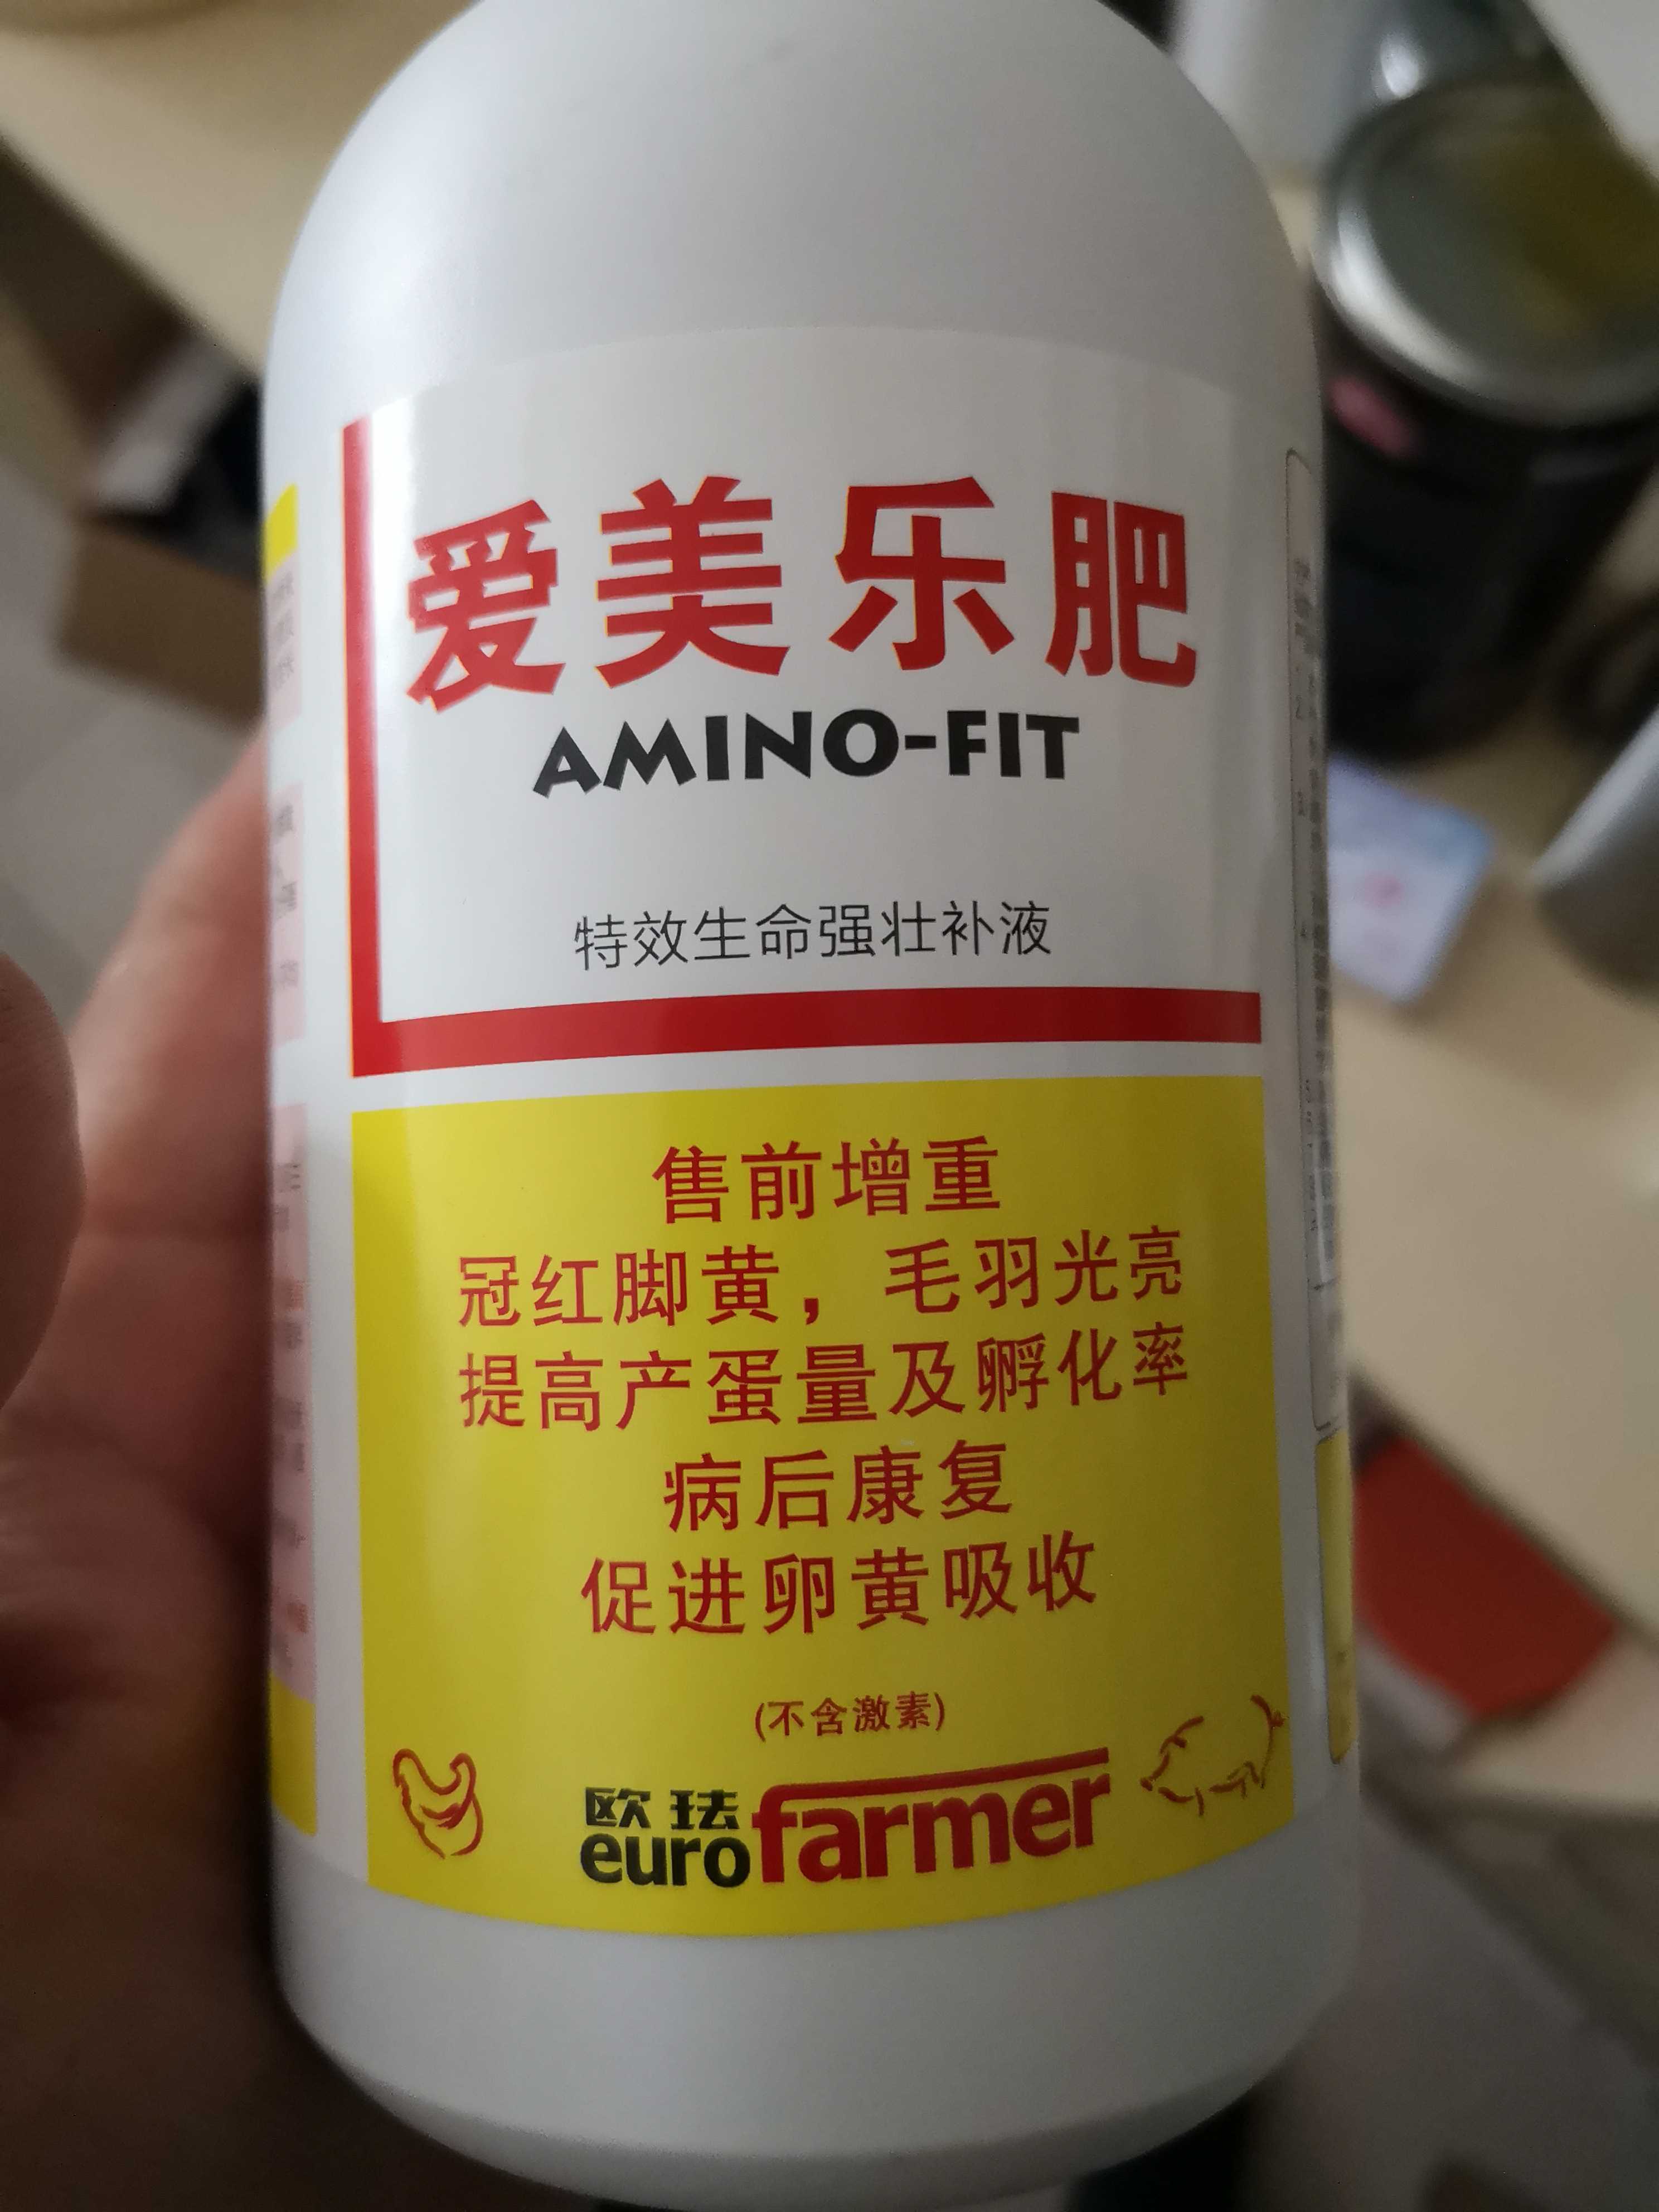 爱美乐肥
AMINO-FIT
特效生命强壮补液
售前增重
冠红脚黄，毛羽光亮
提高产蛋量及孵化率
病后康复
促进卵黄吸收
(不含激素)
欧珐
eurofarmer